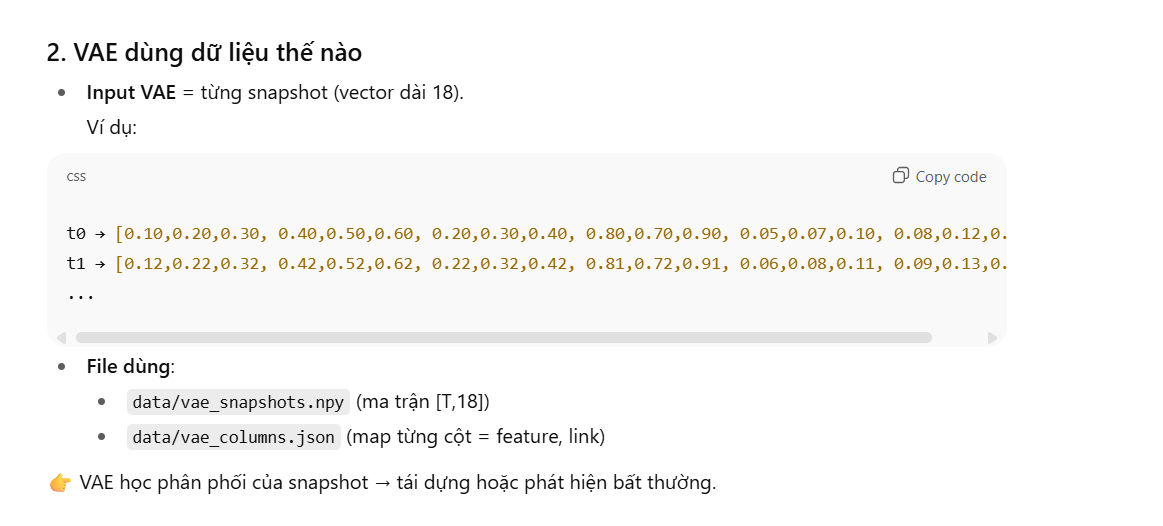 2. VAE dùng dữ liệu thế nào
Input VAE = từng snapshot (vector dài 18).
Ví dụ:
css
Copy code
t0 → [0.10,0.20,0.30, 0.40,0.50,0.60, 0.20,0.30,0.40, 0.80,0.70,0.90, 0.05,0.07,0.10, 0.08,0.12,0.
t1 → [0.12,0.22,0.32, 0.42,0.52,0.62, 0.22,0.32,0.42, 0.81,0.72,0.91, 0.06,0.08,0.11, 0.09,0.13,0.
...
File dùng:
data/vae_snapshots.npy (ma trận [T,18])
data/vae_columns.json (map từng cột = feature, link)
👉 VAE học phân phối của snapshot → tái dựng hoặc phát hiện bất thường.